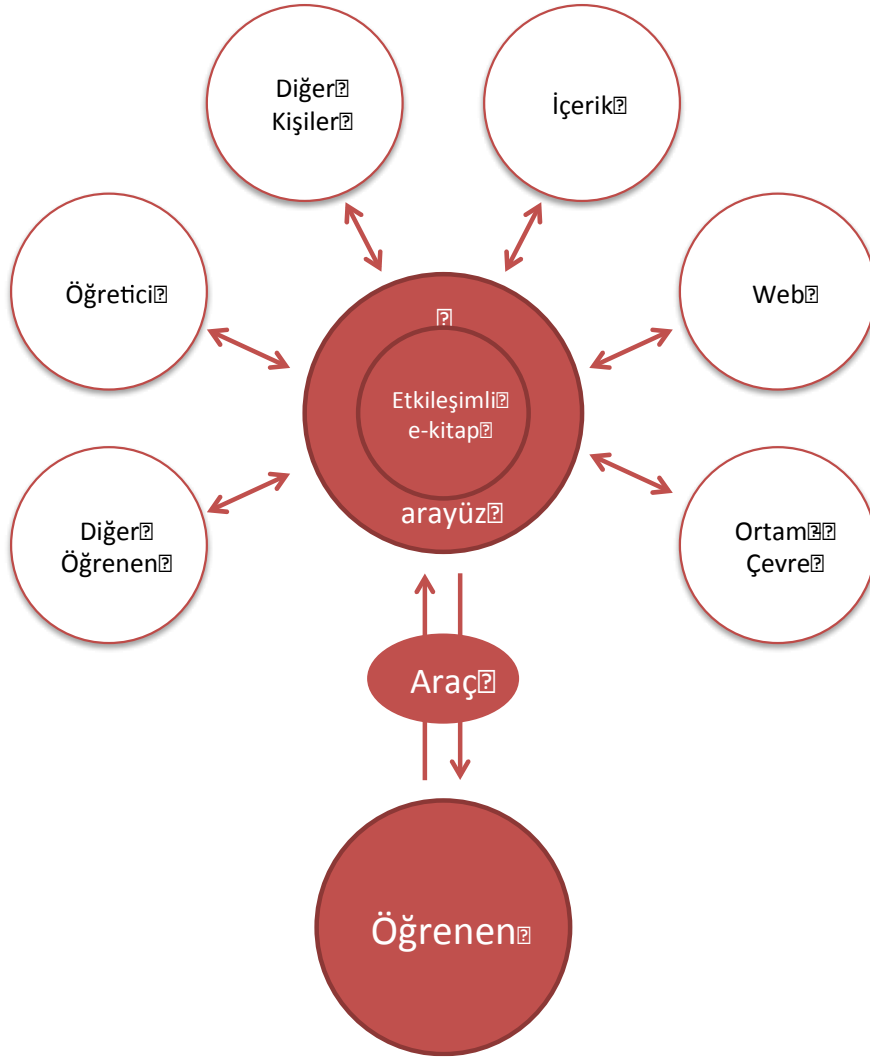 Diğer
Kişiler
İçerik
Öğretici
Web
Etkileşimli
e-kitap
arayüz
Diğer
Öğrenen
Ortam
Çevre
Araç
Öğrenen